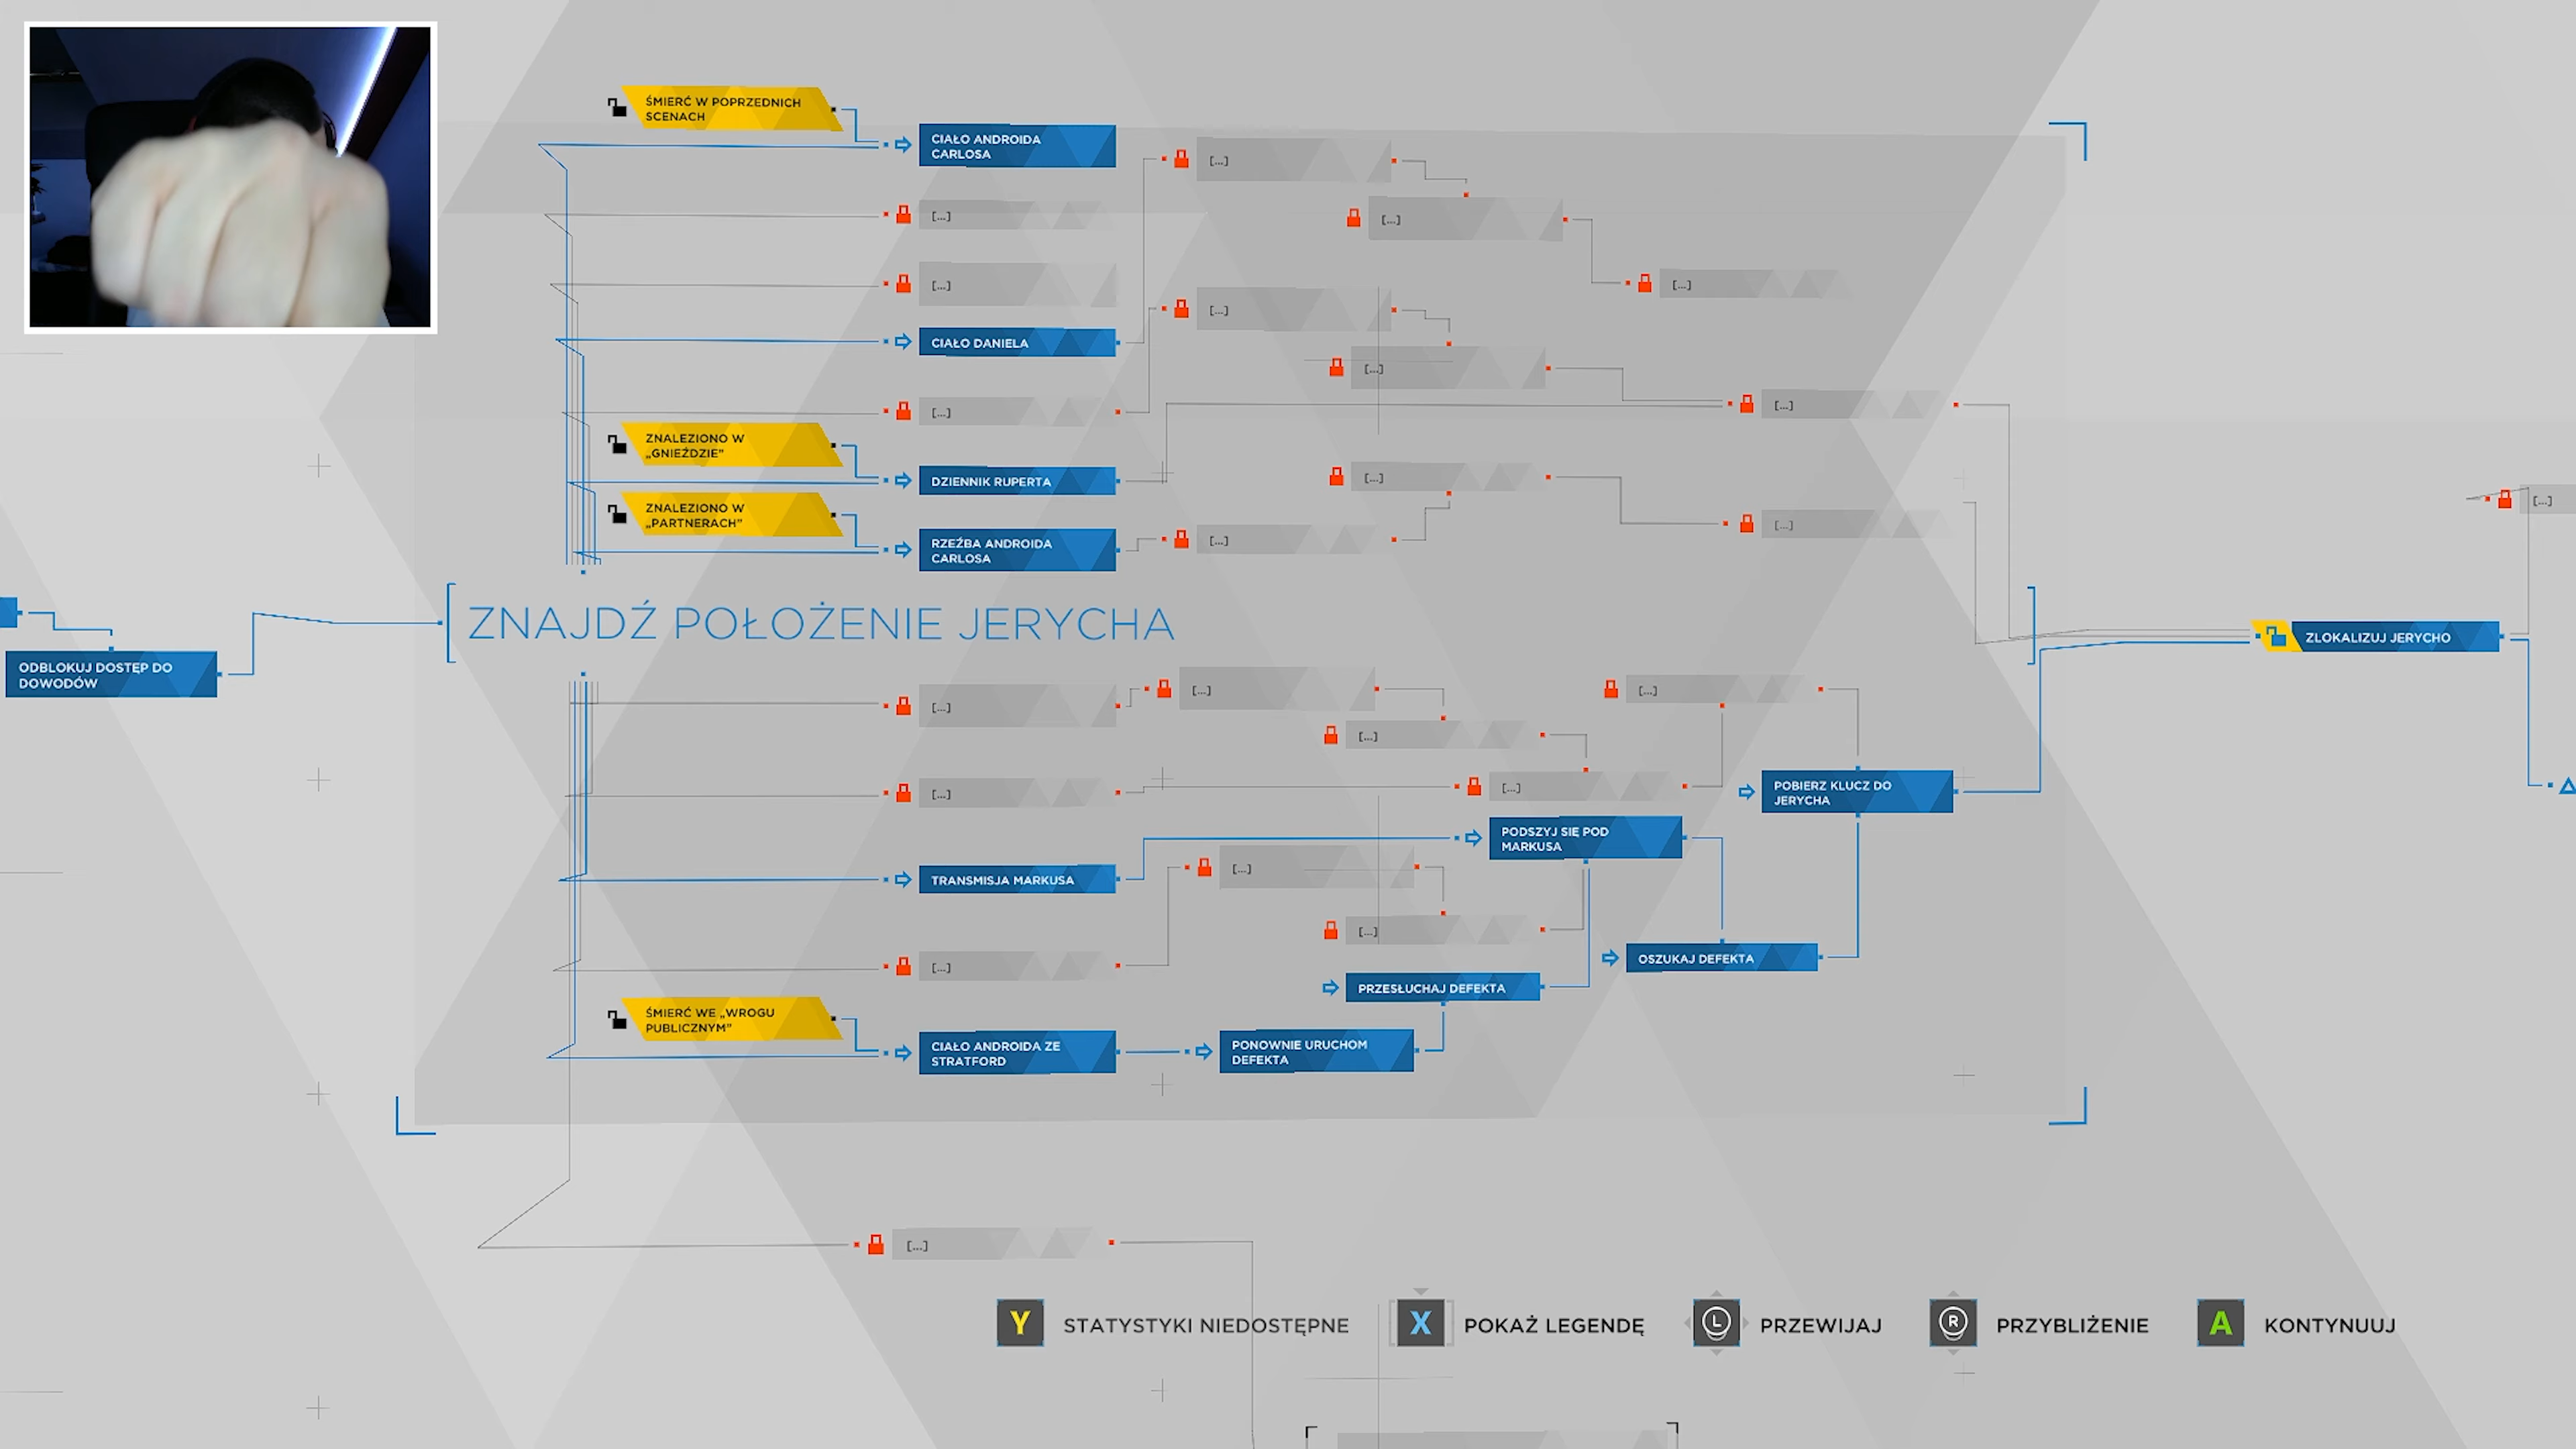 ŚMIERĆ W POPRZEDNICH
SCENACH
CIAŁO ANDROIDA
CARLOSA
[...]
[...]
[...]
[...]
[...]
[...]
CIAŁO DANIELA
[...]
[...]
[...]
[...]
ZNALEZIONO W
„GNIEŹDZIE”
DZIENNIK RUPERTA
[...]
[...]
ZNALEZIONO W
„PARTNERACH”
RZEŹBA ANDROIDA
CARLOSA
[...]
[...]
ZNAJDŹ POŁOŻENIE JERYCHA
ZLOKALIZUJ JERYCHO
ODBLOKUJ DOSTĘP DO
DOWODÓW
[...]
[...]
[...]
[...]
[...]
[...]
POBIERZ KLUCZ DO
JERYCHA
PODSZYJ SIĘ POD
MARKUSA
TRANSMISJA MARKUSA
[...]
[...]
OSZUKAJ DEFEKTA
[...]
PRZESŁUCHAJ DEFEKTA
ŚMIERĆ WE „WROGU
PUBLICZNYM”
CIAŁO ANDROIDA ZE
STRATFORD
PONOWNIE URUCHOM
DEFEKTA
[...]
Y STATYSTYKI NIEDOSTĘPNE
X POKAŻ LEGENDĘ
L PRZEWIJAJ
R PRZYBLIŻENIE
A KONTYNUUJ